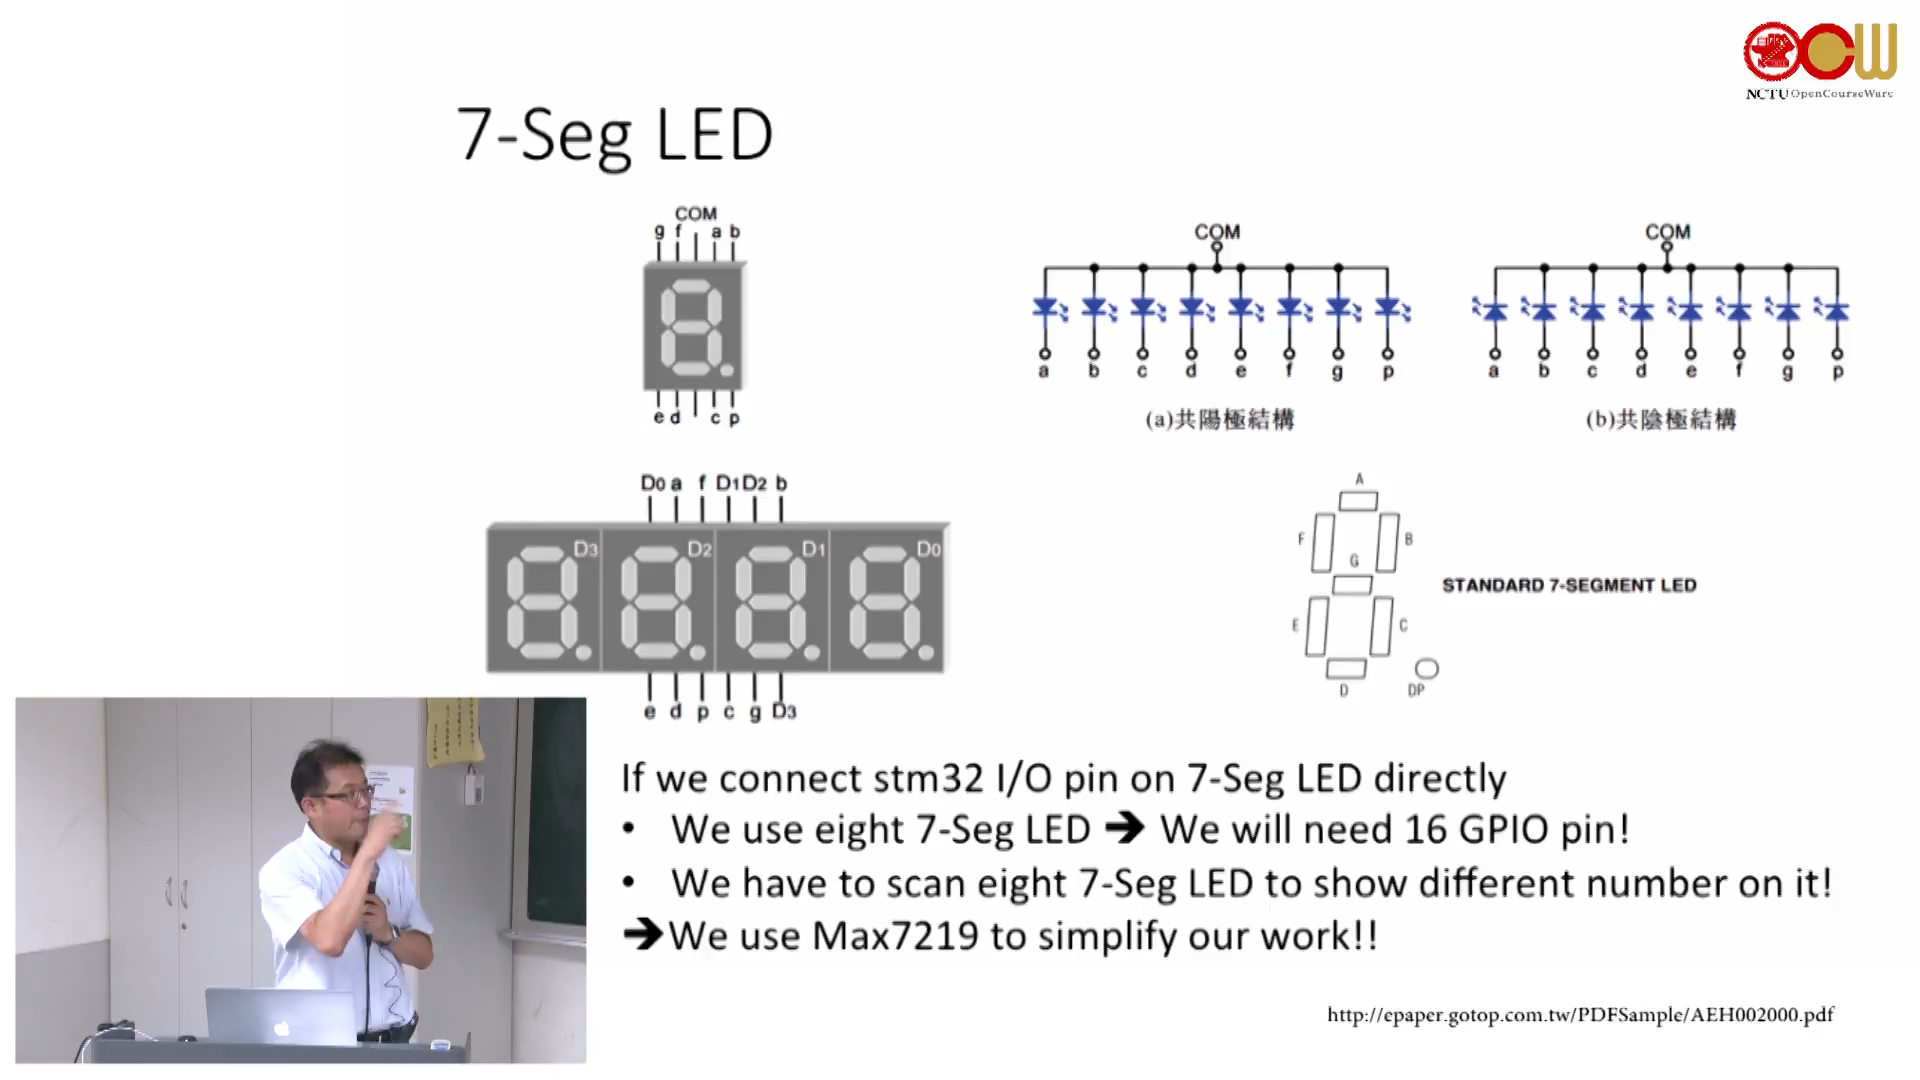 OCW
NCTU OpenCourseWare
7-Seg LED
COM
g f a b
e d c p
COM
a b c d e f g p
(a)共陽極結構
COM
a b c d e f g p
(b)共陰極結構
D0 a f D1 D2 b
D3 D2 D1 D0
e d p c g D3
A
F B
G
STANDARD 7-SEGMENT LED
E C
D DP
If we connect stm32 I/O pin on 7-Seg LED directly
• We use eight 7-Seg LED ➔ We will need 16 GPIO pin!
• We have to scan eight 7-Seg LED to show different number on it!
➔We use Max7219 to simplify our work!!
http://epaper.gotop.com.tw/PDFSample/AEH002000.pdf